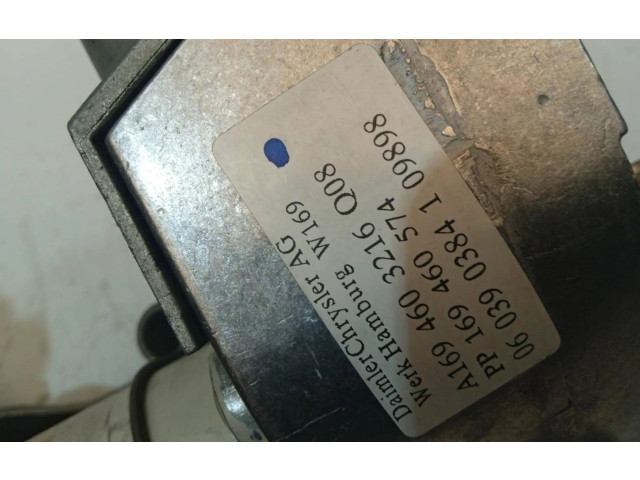 DaimlerChrysler AG
Werk Hamburg W169
A169 460 3216 Q08
PP 169 460 574
06 039 0384 1 09898